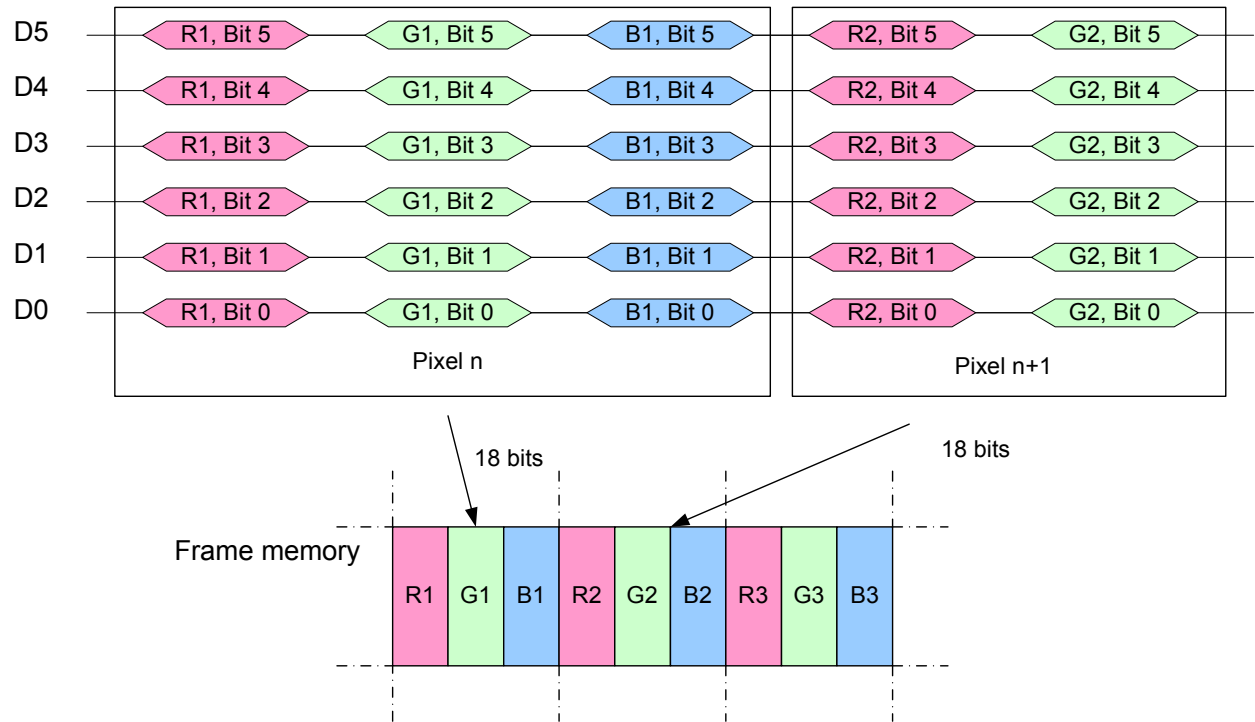 D5 R1, Bit 5 G1, Bit 5 B1, Bit 5 R2, Bit 5 G2, Bit 5
D4 R1, Bit 4 G1, Bit 4 B1, Bit 4 R2, Bit 4 G2, Bit 4
D3 R1, Bit 3 G1, Bit 3 B1, Bit 3 R2, Bit 3 G2, Bit 3
D2 R1, Bit 2 G1, Bit 2 B1, Bit 2 R2, Bit 2 G2, Bit 2
D1 R1, Bit 1 G1, Bit 1 B1, Bit 1 R2, Bit 1 G2, Bit 1
D0 R1, Bit 0 G1, Bit 0 B1, Bit 0 R2, Bit 0 G2, Bit 0
Pixel n Pixel n+1
18 bits 18 bits
Frame memory
R1 G1 B1 R2 G2 B2 R3 G3 B3